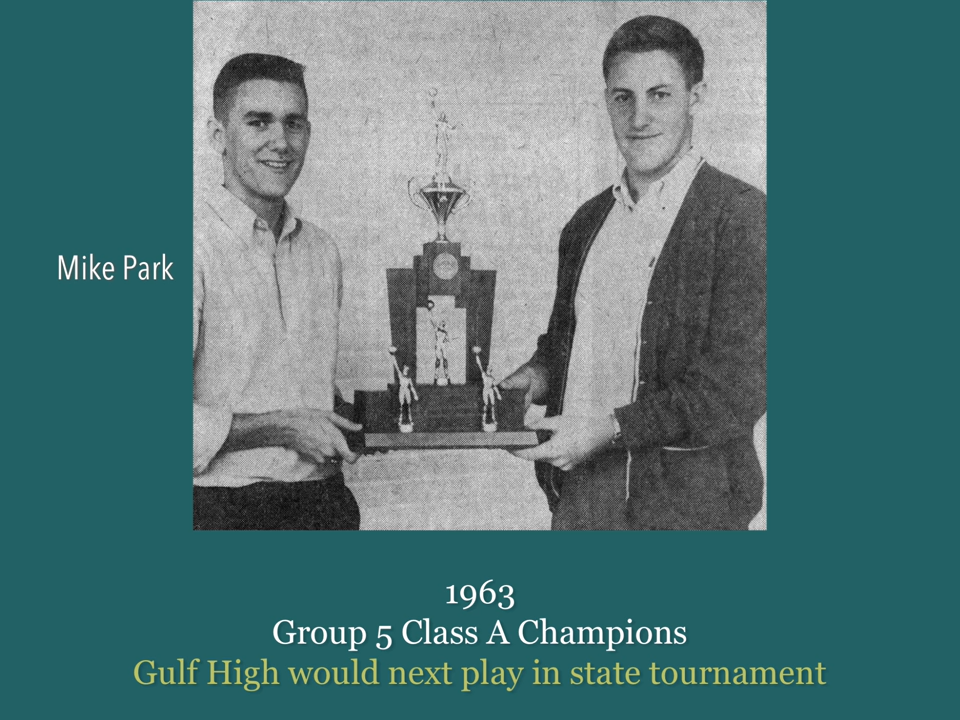 Mike Park
1963
Group 5 Class A Champions
Gulf High would next play in state tournament